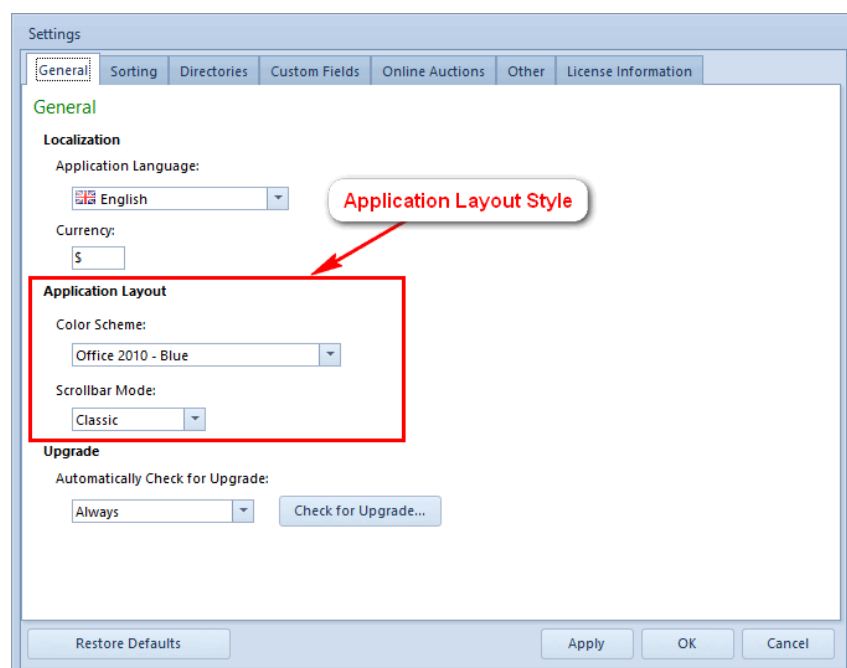 Settings
General Sorting Directories Custom Fields Online Auctions Other License Information
General
Localization
Application Language:
English
Application Layout Style
Currency:
$
Application Layout
Color Scheme:
Office 2010 - Blue
Scrollbar Mode:
Classic
Upgrade
Automatically Check for Upgrade:
Always Check for Upgrade...
Restore Defaults Apply OK Cancel